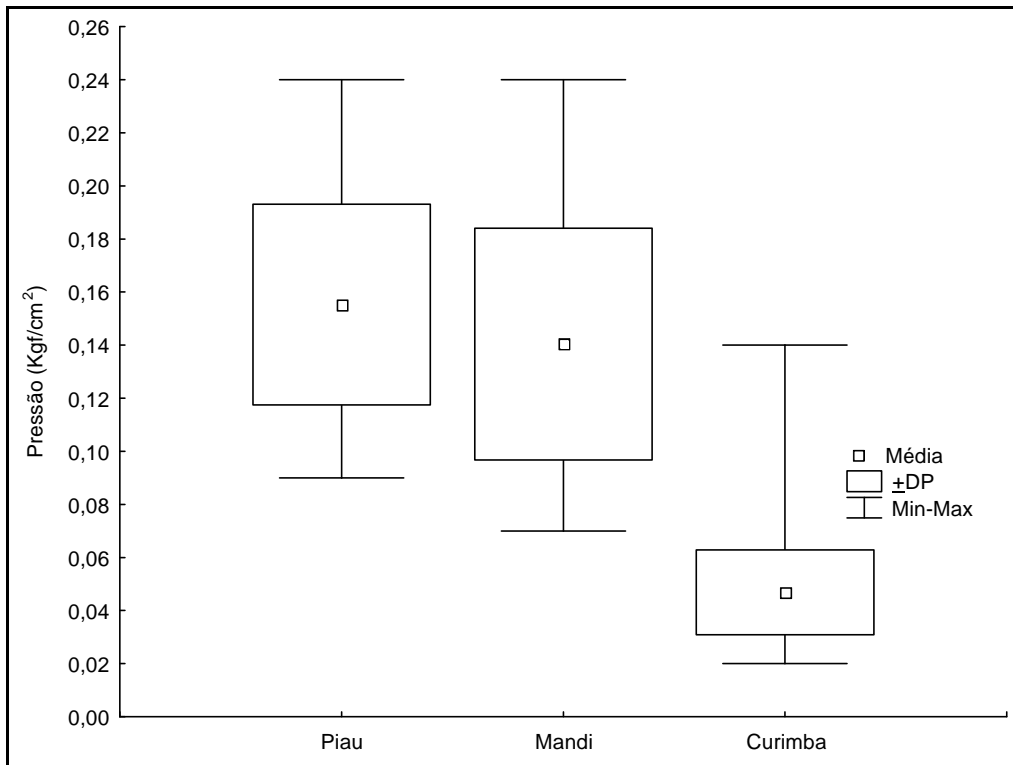 0,26
0,24
0,22
0,20
0,18
0,16
0,14
0,12
0,10
0,08
0,06
0,04
0,02
0,00
Pressão (Kgf/cm²)
Piau
Mandi
Curimba
Média
±DP
Min-Max